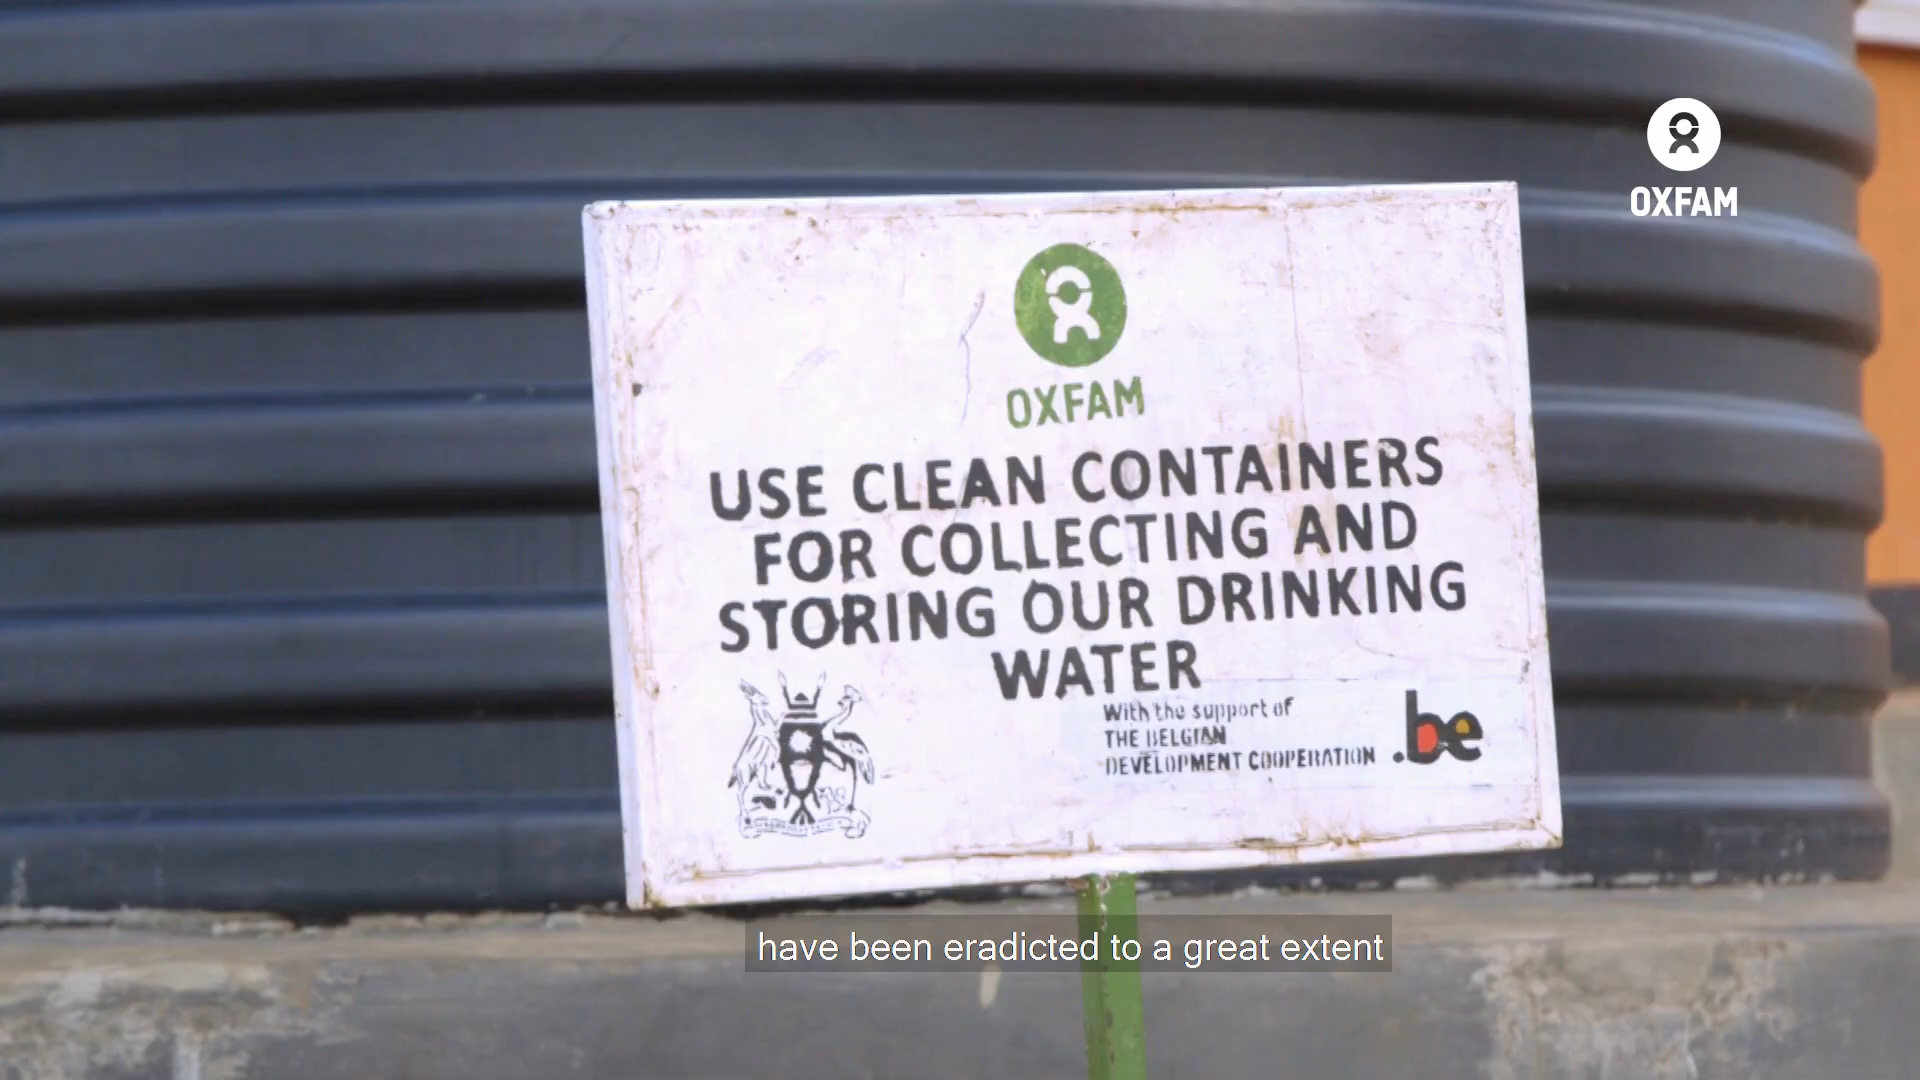 OXFAM
OXFAM
USE CLEAN CONTAINERS
FOR COLLECTING AND
STORING OUR DRINKING
WATER
With the support of
THE BELGIAN
DEVELOPMENT COOPERATION
.be
have been eradicted to a great extent